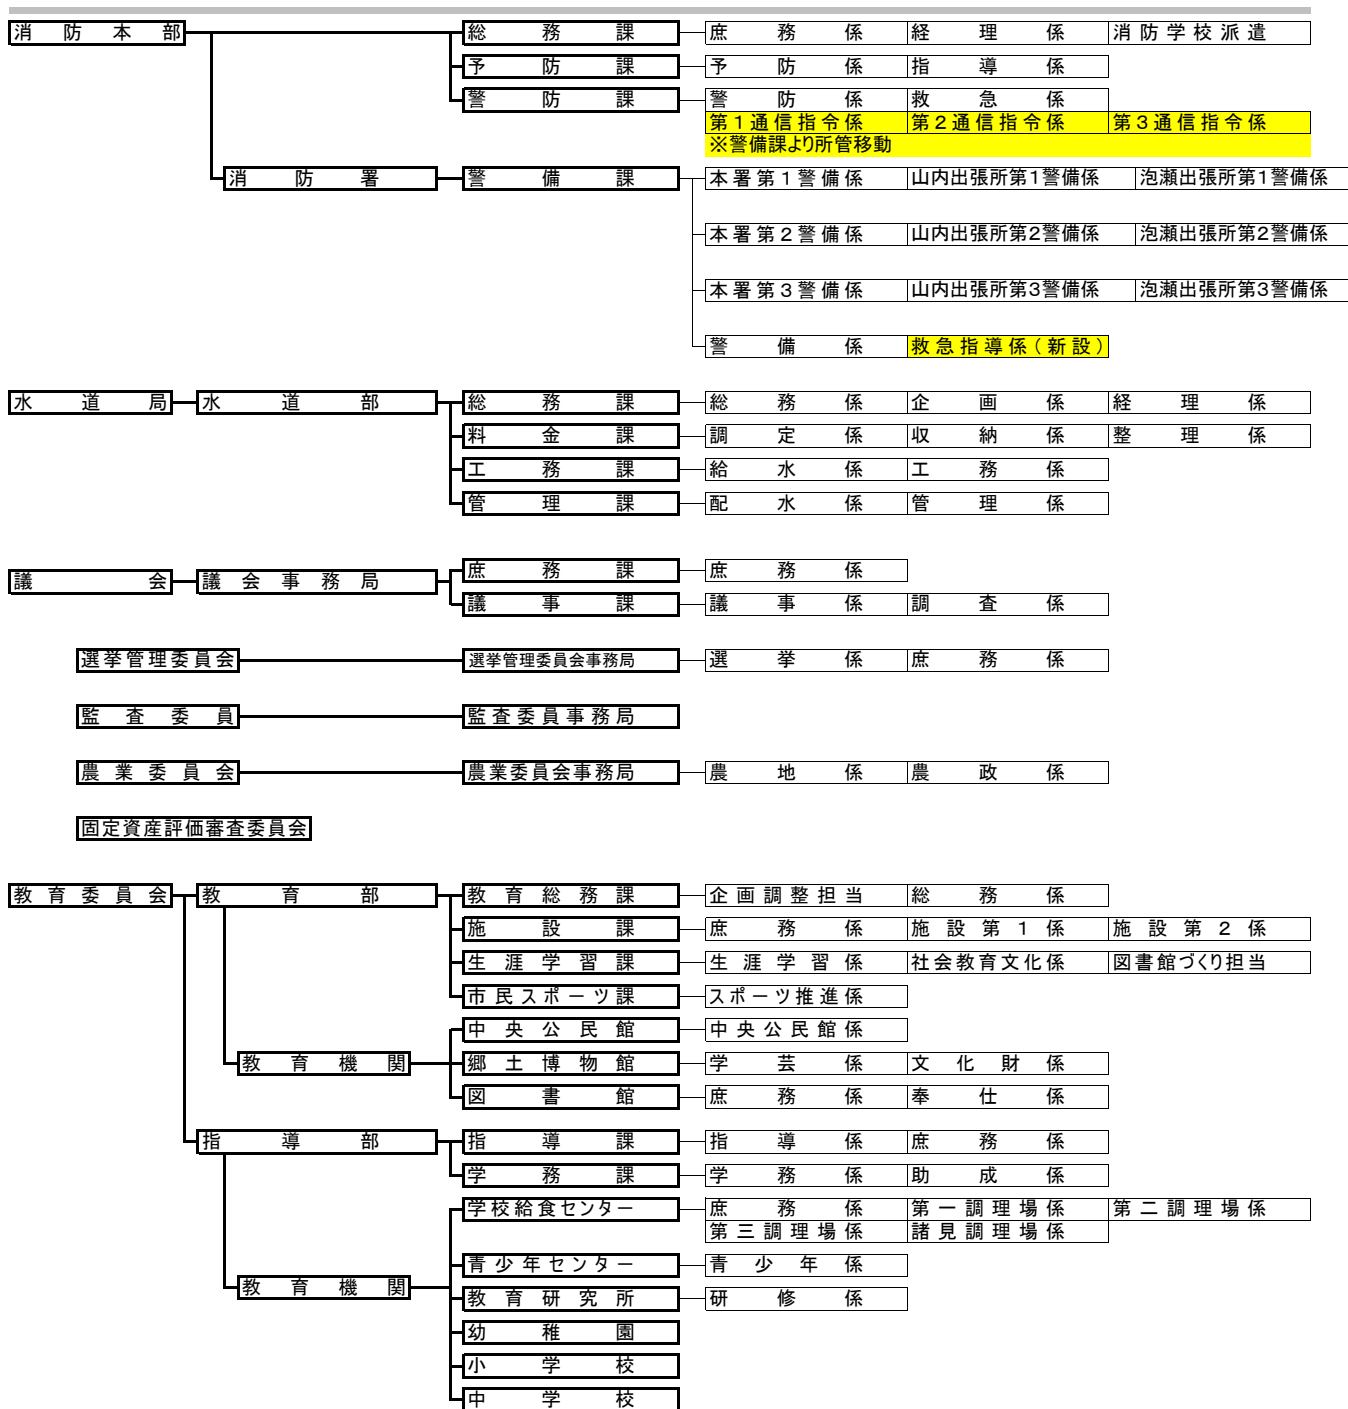 消防本部 総務課 庶務係 経理係 消防学校派遣
予防課 予防係 指導係
警防課 警防係 救急係
第１通信指令係 第２通信指令係 第３通信指令係
※警備課より所管移動
消防署 警備課 本署第１警備係 山内出張所第1警備係 泡瀬出張所第1警備係
本署第２警備係 山内出張所第2警備係 泡瀬出張所第2警備係
本署第３警備係 山内出張所第3警備係 泡瀬出張所第3警備係
警備係 救急指導係（新設）
水道局 水道部 総務課 総務係 企画係 経理係
料金課 調定係 収納係 整理係
工務課 給水係 工務係
管理課 配水係 管理係
議会 議会事務局 庶務課 庶務係
議事課 議事係 調査係
選挙管理委員会 選挙管理委員会事務局 選挙係 庶務係
監査委員 監査委員事務局
農業委員会 農業委員会事務局 農地係 農政係
固定資産評価審査委員会
教育委員会 教育部 教育総務課 企画調整担当 総務係
施設課 庶務係 施設第１係 施設第２係
生涯学習課 生涯学習係 社会教育文化係 図書館づくり担当
市民スポーツ課 スポーツ推進係
中央公民館 中央公民館係
教育機関 郷土博物館 学芸係 文化財係
図書館 庶務係 奉仕係
指導部 指導課 指導係 庶務係
学務課 学務係 助成係
学校給食センター 庶務係 第一調理場係 第二調理場係
第三調理場係 諸見調理場係
青少年センター 青少年係
教育機関 教育研究所 研修係
幼稚園
小学校
中学校